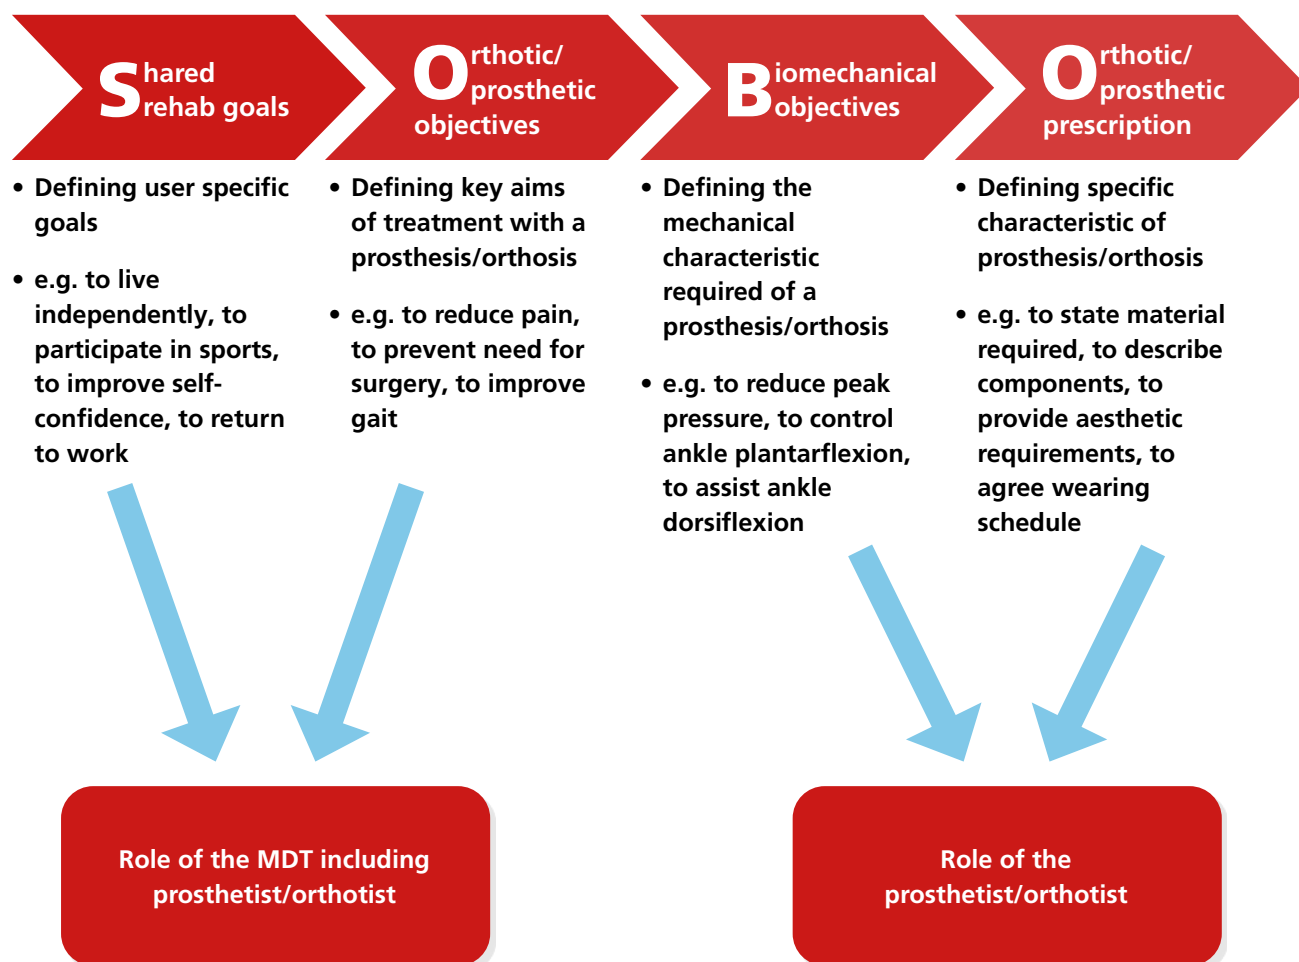 Shared
rehab goals
Orthotic/
prosthetic
objectives
Biomechanical
objectives
Orthotic/
prosthetic
prescription
• Defining user specific
goals
• e.g. to live
independently, to
participate in sports,
to improve self-
confidence, to return
to work
• Defining key aims
of treatment with a
prosthesis/orthosis
• e.g. to reduce pain,
to prevent need for
surgery, to improve
gait
• Defining the
mechanical
characteristic
required of a
prosthesis/orthosis
• e.g. to reduce peak
pressure, to control
ankle plantarflexion,
to assist ankle
dorsiflexion
• Defining specific
characteristic of
prosthesis/orthosis
• e.g. to state material
required, to describe
components, to
provide aesthetic
requirements, to
agree wearing
schedule
Role of the MDT including
prosthetist/orthotist
Role of the
prosthetist/orthotist